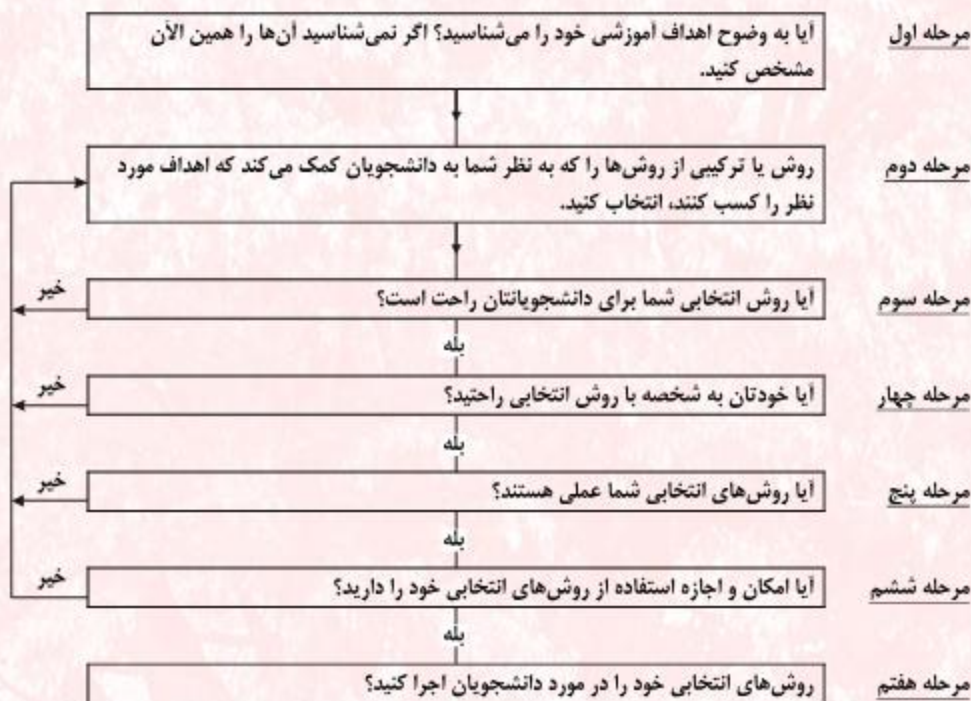 مرحله اول
آیا به وضوح اهداف آموزشی خود را می‌شناسید؟ اگر نمی‌شناسید آن‌ها را همین الآن
مشخص کنید.
مرحله دوم
روش یا ترکیبی از روش‌ها را که به نظر شما به دانشجویان کمک می‌کند که اهداف مورد
نظر را کسب کنند، انتخاب کنید.
مرحله سوم
آیا روش انتخابی شما برای دانشجویانتان راحت است؟
خیر
بله
مرحله چهار
آیا خودتان به شخصه با روش انتخابی راحتید؟
خیر
بله
مرحله پنج
آیا روش‌های انتخابی شما عملی هستند؟
خیر
بله
مرحله ششم
آیا امکان و اجازه استفاده از روش‌های انتخابی خود را دارید؟
خیر
بله
مرحله هفتم
روش‌های انتخابی خود را در مورد دانشجویان اجرا کنید؟